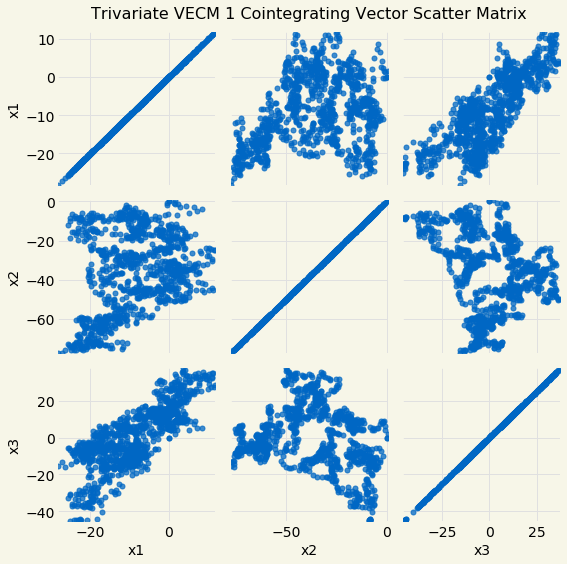 Trivariate VECM 1 Cointegrating Vector Scatter Matrix
10
0
−10
−20
x1
0
−20
−40
−60
x2
20
0
−20
−40
x3
−20 0
−50 0
−25 0 25
x1 x2 x3